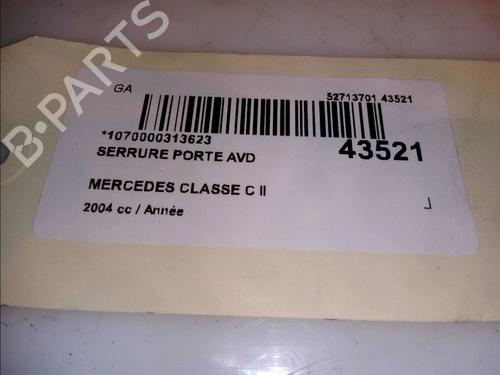 B-PARTS
GA
52713701 43521
*1070000313623
43521
SERRURE PORTE AVD
MERCEDES CLASSE C II
2004 cc / Année